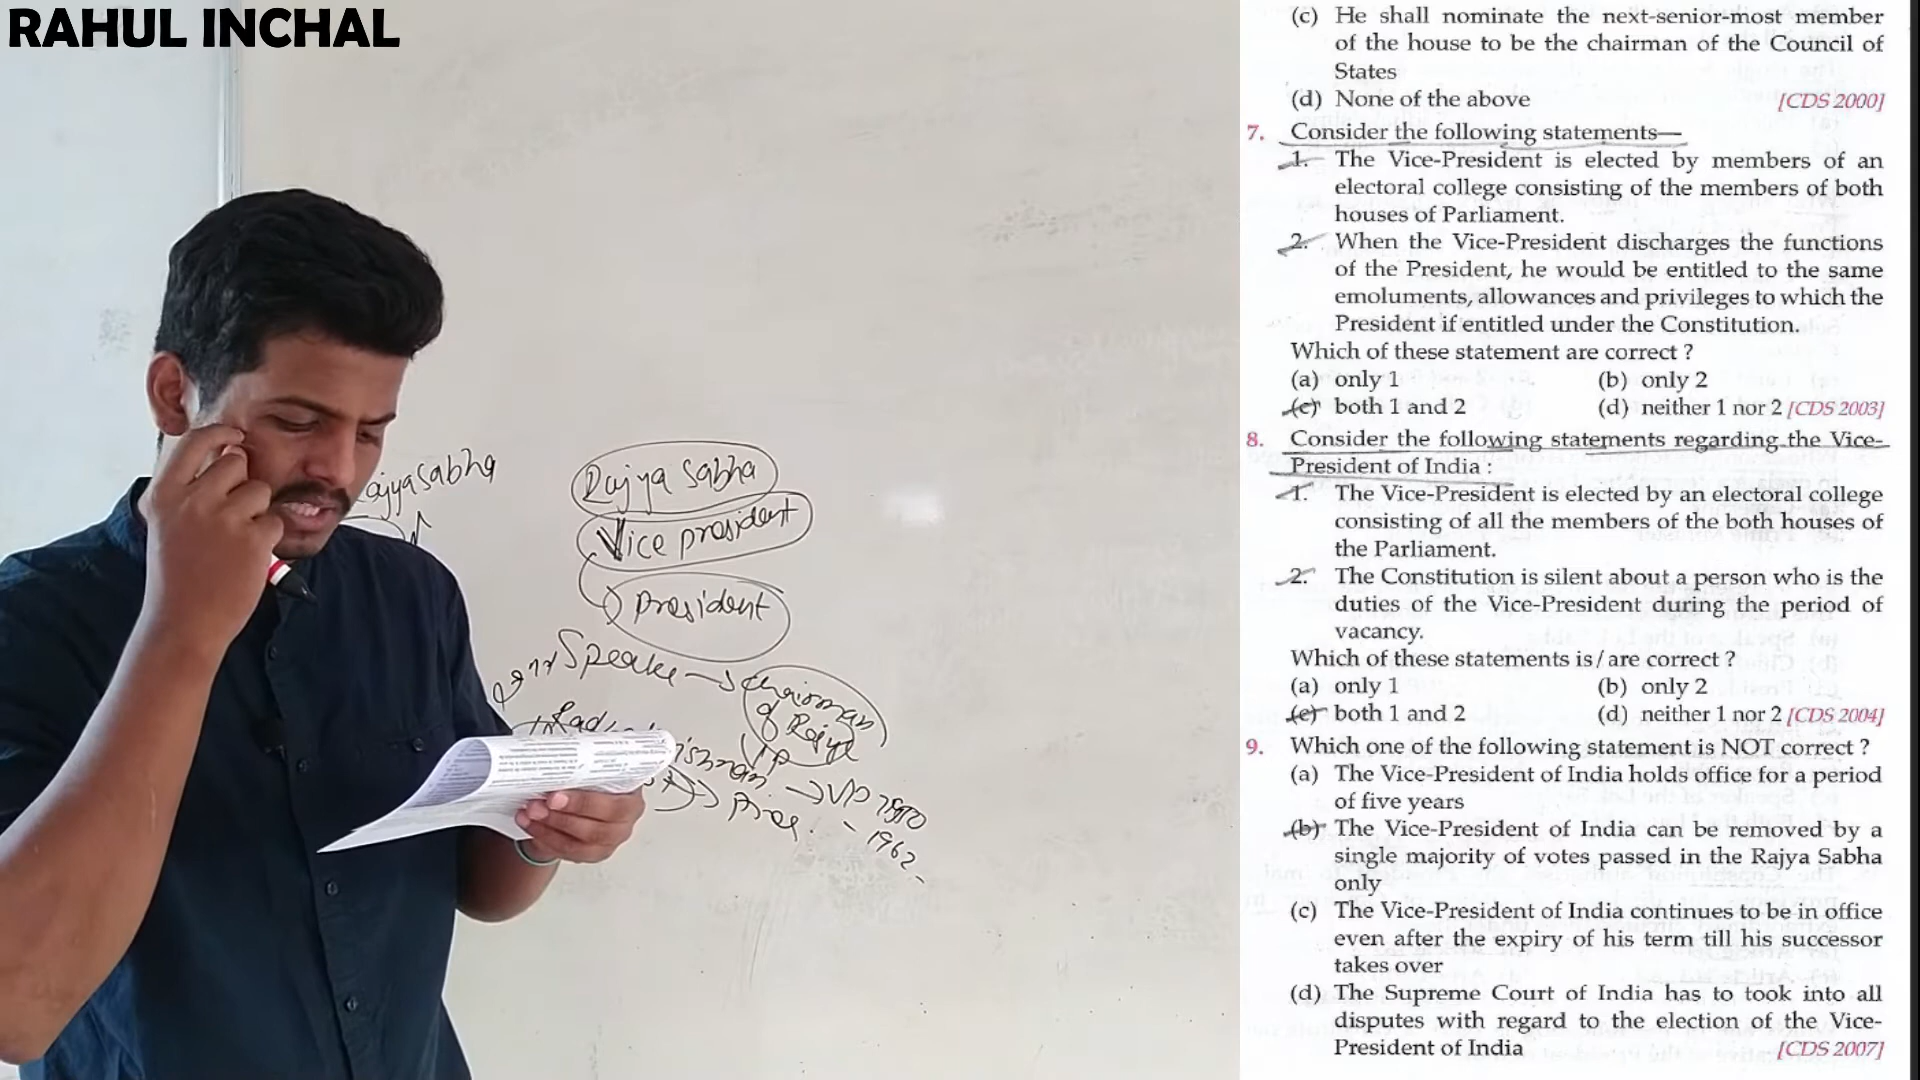 RAHUL INCHAL
ajyasabha
Rajya Sabha
Vice president
president
Speake
chairman
of Rajya
VP
VP
Pres.
- 1962
(c) He shall nominate the next-senior-most member
of the house to be the chairman of the Council of
States
(d) None of the above [CDS 2000]
7. Consider the following statements—
1. The Vice-President is elected by members of an
electoral college consisting of the members of both
houses of Parliament.
2. When the Vice-President discharges the functions
of the President, he would be entitled to the same
emoluments, allowances and privileges to which the
President if entitled under the Constitution.
Which of these statement are correct ?
(a) only 1 (b) only 2
(c) both 1 and 2 (d) neither 1 nor 2 [CDS 2003]
8. Consider the following statements regarding the Vice-
President of India :
1. The Vice-President is elected by an electoral college
consisting of all the members of the both houses of
the Parliament.
2. The Constitution is silent about a person who is the
duties of the Vice-President during the period of
vacancy.
Which of these statements is/are correct ?
(a) only 1 (b) only 2
(c) both 1 and 2 (d) neither 1 nor 2 [CDS 2004]
9. Which one of the following statement is NOT correct ?
(a) The Vice-President of India holds office for a period
of five years
(b) The Vice-President of India can be removed by a
single majority of votes passed in the Rajya Sabha
only
(c) The Vice-President of India continues to be in office
even after the expiry of his term till his successor
takes over
(d) The Supreme Court of India has to took into all
disputes with regard to the election of the Vice-
President of India [CDS 2007]